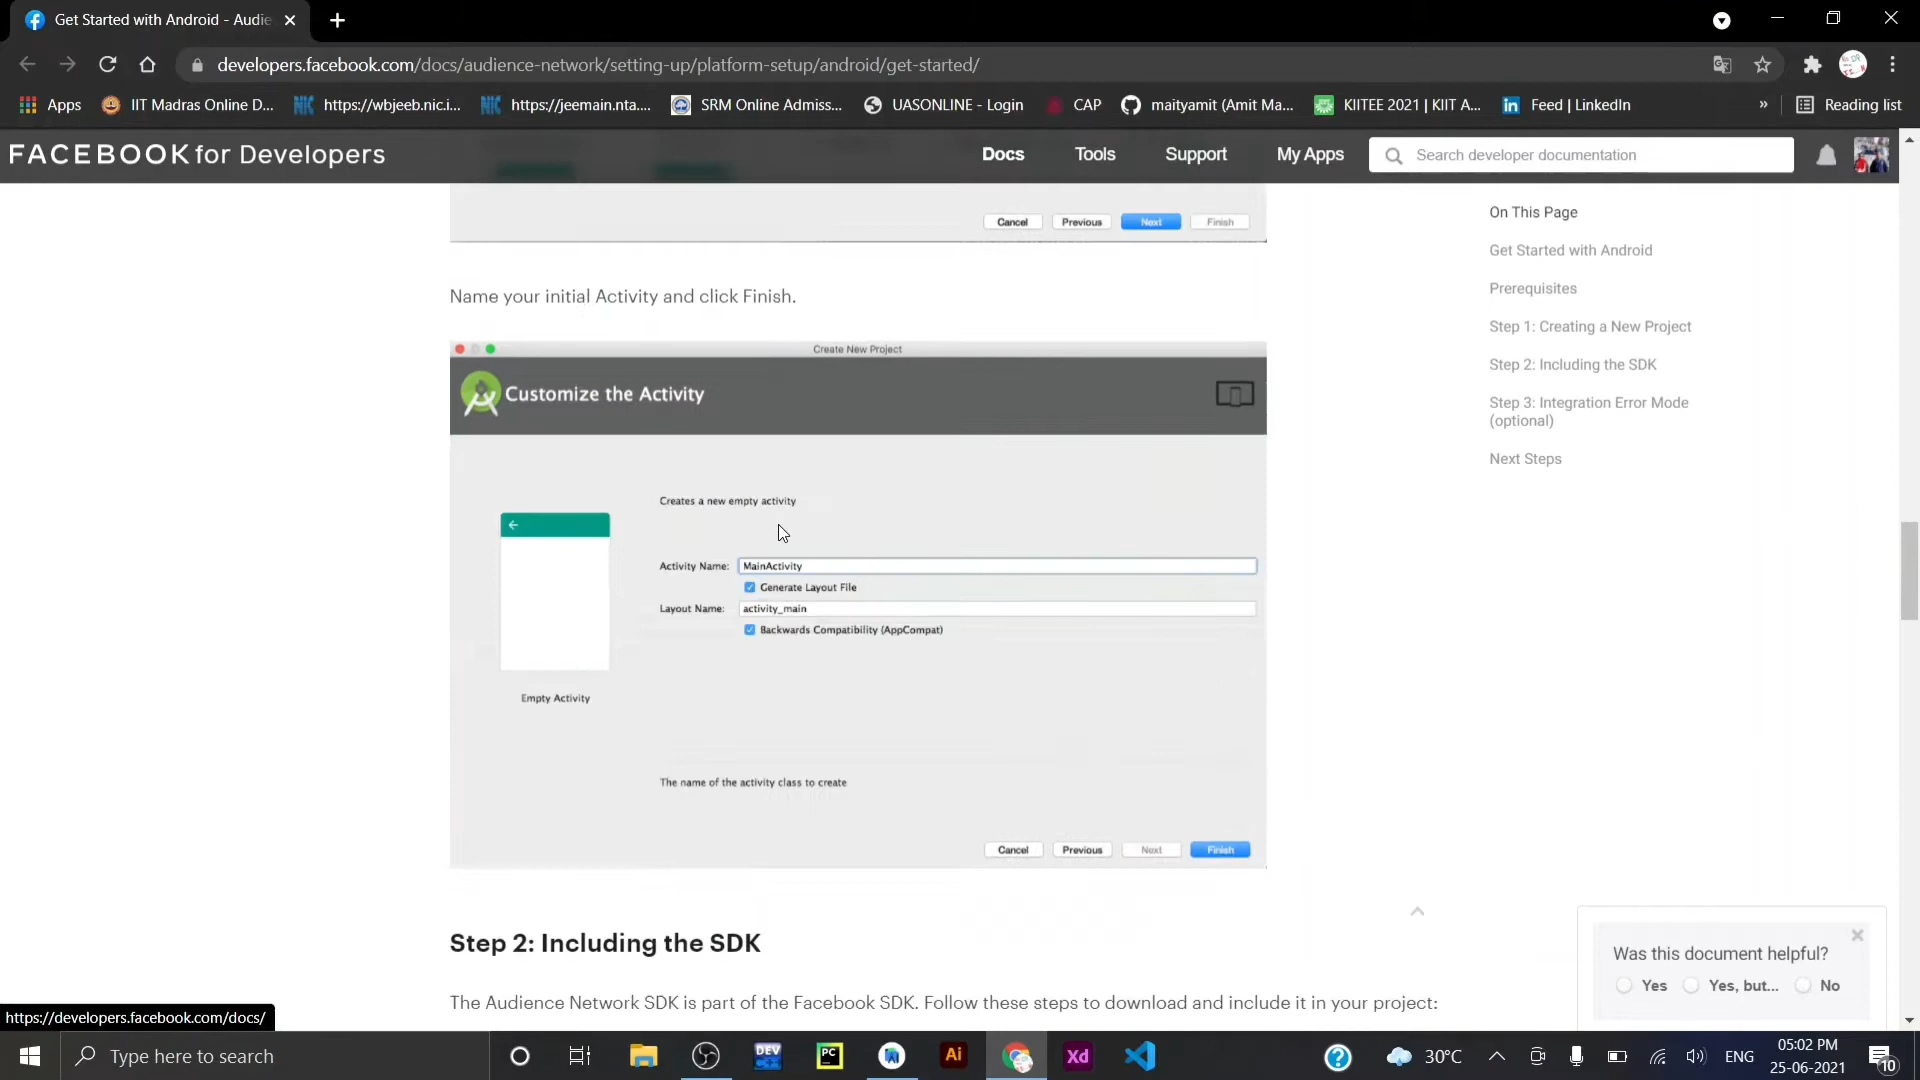 Get Started with Android - Audie
developers.facebook.com/docs/audience-network/setting-up/platform-setup/android/get-started/
Apps IIT Madras Online D... https://wbjeeb.nic.i... https://jeemain.nta.... SRM Online Admiss... UASONLINE - Login CAP maityamit (Amit Ma... KIITEE 2021 | KIIT A... Feed | LinkedIn » Reading list
FACEBOOK for Developers Docs Tools Support My Apps Search developer documentation
Cancel Previous Next Finish
On This Page
Get Started with Android
Prerequisites
Step 1: Creating a New Project
Step 2: Including the SDK
Step 3: Integration Error Mode
(optional)
Next Steps
Name your initial Activity and click Finish.
Create New Project
Customize the Activity
Creates a new empty activity
Activity Name: MainActivity
Generate Layout File
Layout Name: activity_main
Backwards Compatibility (AppCompat)
Empty Activity
The name of the activity class to create
Cancel Previous Next Finish
Step 2: Including the SDK
The Audience Network SDK is part of the Facebook SDK. Follow these steps to download and include it in your project:
Was this document helpful?
Yes Yes, but... No
https://developers.facebook.com/docs/
Type here to search
DEV
PC
Ai
Xd
30°C
ENG
05:02 PM
25-06-2021
10